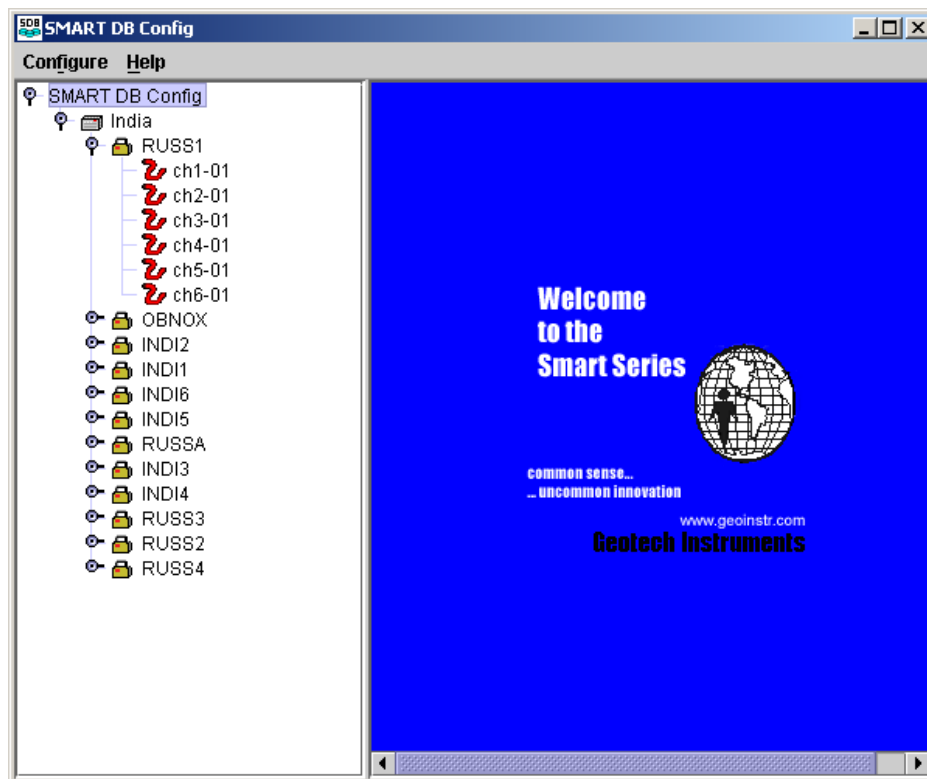 SDB SMART DB Config
Configure Help
SMART DB Config
India
RUSS1
ch1-01
ch2-01
ch3-01
ch4-01
ch5-01
ch6-01
OBNOX
INDI2
INDI1
INDI6
INDI5
RUSSA
INDI3
INDI4
RUSS3
RUSS2
RUSS4
Welcome
to the
Smart Series
common sense...
... uncommon innovation
www.geoinstr.com
Geotech Instruments